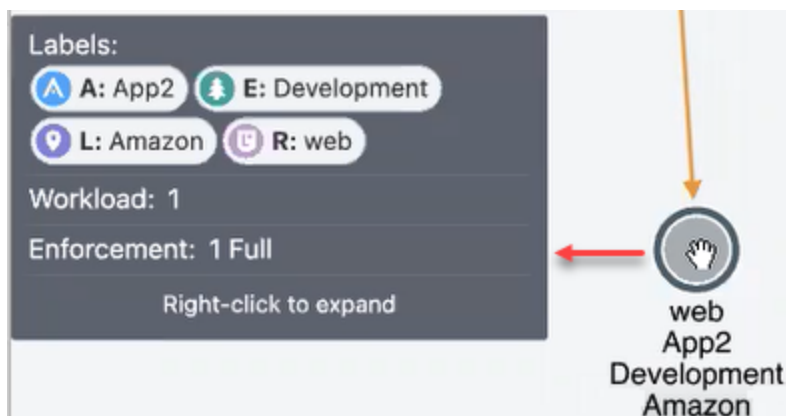 Labels:
A: App2 E: Development
L: Amazon R: web
Workload: 1
Enforcement: 1 Full
Right-click to expand
web
App2
Development
Amazon